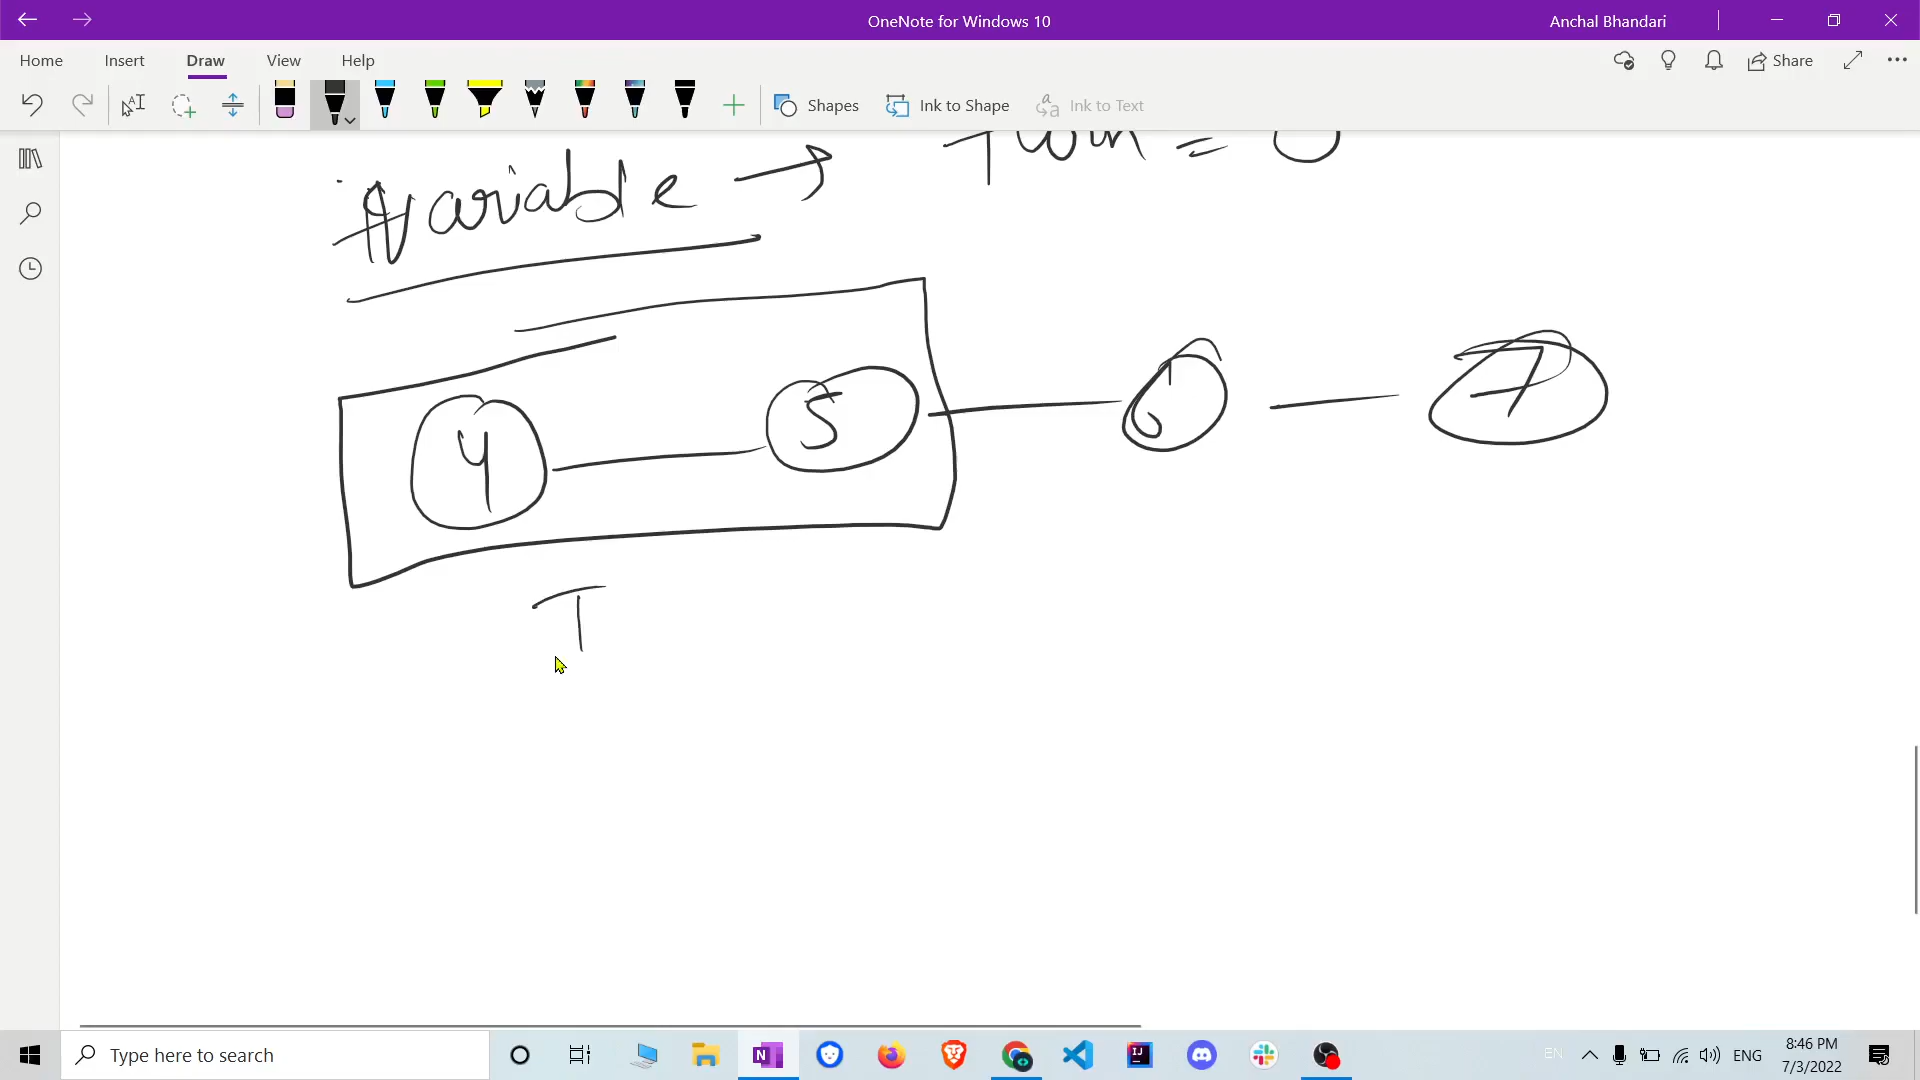 OneNote for Windows 10
Anchal Bhandari
Home Insert Draw View Help
Share
Shapes Ink to Shape Ink to Text
variable →
4 5 6 7
T
Type here to search
EN
ENG
8:46 PM
7/3/2022